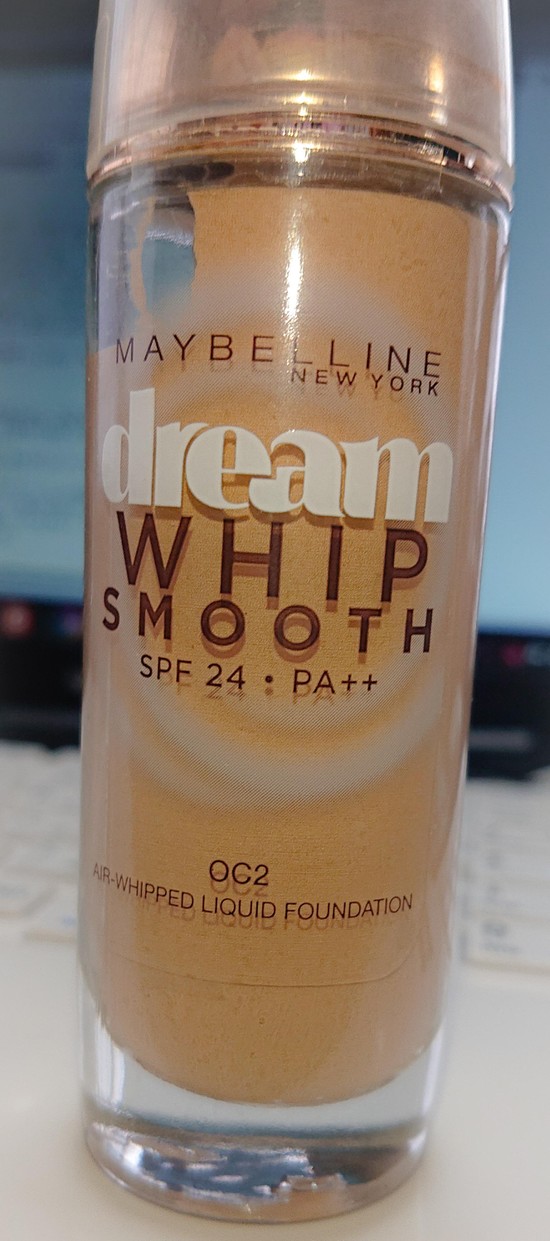 MAYBELLINE
NEW YORK
dream
WHIP
SMOOTH
SPF 24 • PA++
OC2
AIR-WHIPPED LIQUID FOUNDATION